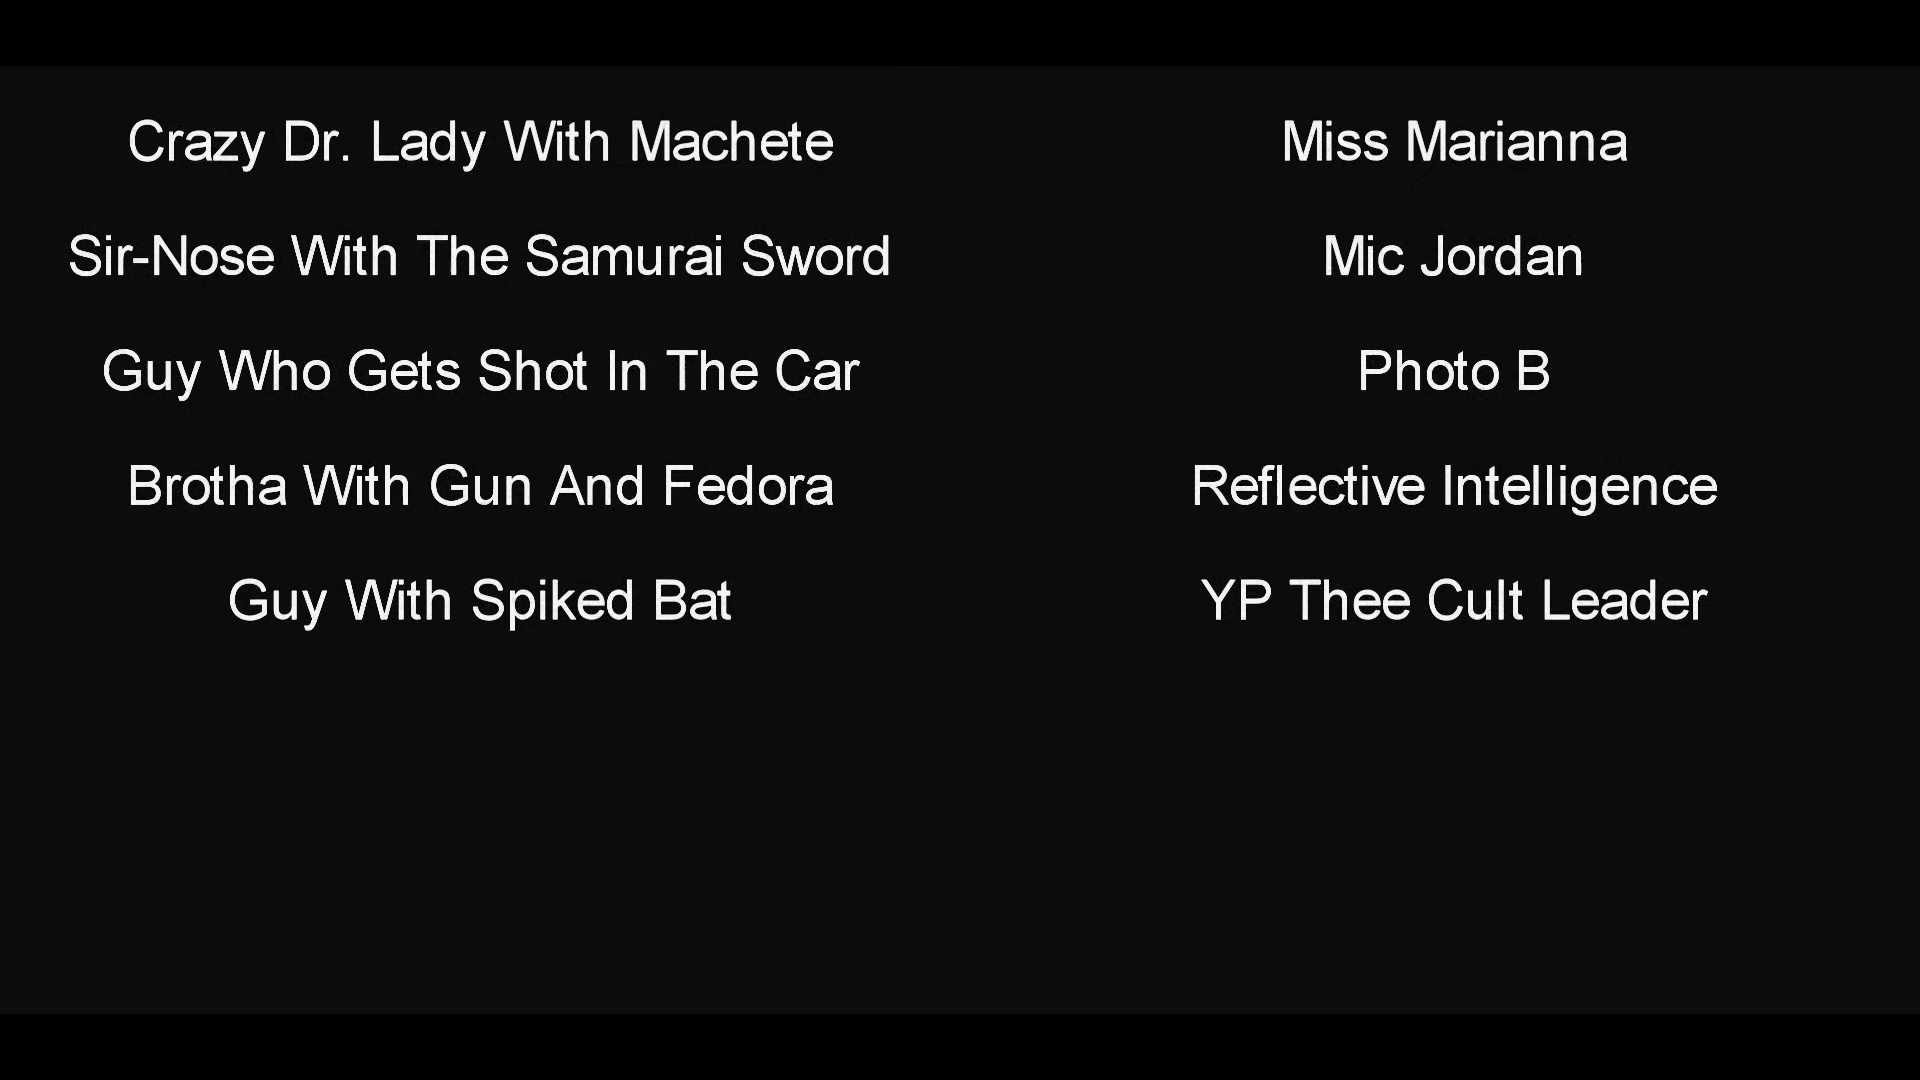 Crazy Dr. Lady With Machete Miss Marianna
Sir-Nose With The Samurai Sword Mic Jordan
Guy Who Gets Shot In The Car Photo B
Brotha With Gun And Fedora Reflective Intelligence
Guy With Spiked Bat YP Thee Cult Leader